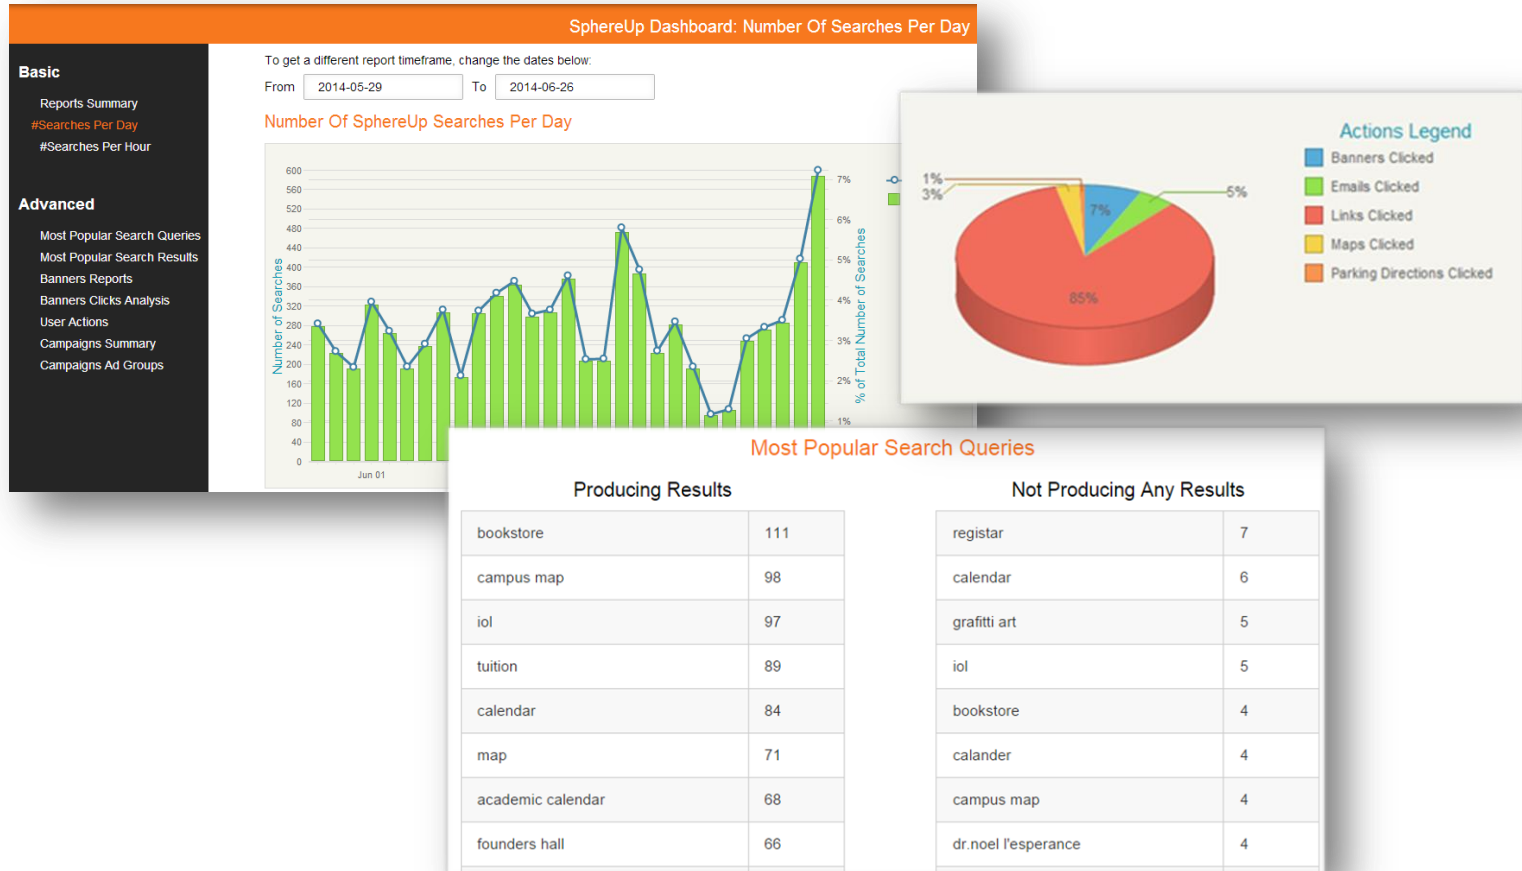 SphereUp Dashboard: Number Of Searches Per Day
Basic
Reports Summary
#Searches Per Day
#Searches Per Hour
Advanced
Most Popular Search Queries
Most Popular Search Results
Banners Reports
Banners Clicks Analysis
User Actions
Campaigns Summary
Campaigns Ad Groups
To get a different report timeframe, change the dates below:
From 2014-05-29 To 2014-06-26
Number Of SphereUp Searches Per Day
Number of Searches
600
560
520
480
440
400
360
320
280
240
200
160
120
80
40
0
Jun 01
7%
6%
5%
4%
3%
2%
1%
% of Total Number of Searches
1%
3%
7%
5%
85%
Actions Legend
Banners Clicked
Emails Clicked
Links Clicked
Maps Clicked
Parking Directions Clicked
Most Popular Search Queries
Producing Results
bookstore 111
campus map 98
iol 97
tuition 89
calendar 84
map 71
academic calendar 68
founders hall 66
Not Producing Any Results
registar 7
calendar 6
grafitti art 5
iol 5
bookstore 4
calander 4
campus map 4
dr.noel l'esperance 4